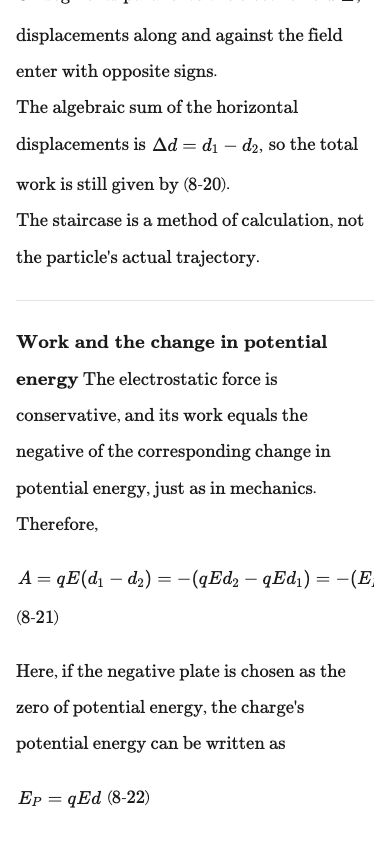 displacements along and against the field
enter with opposite signs.
The algebraic sum of the horizontal
displacements is Δd = d₁ − d₂, so the total
work is still given by (8-20).
The staircase is a method of calculation, not
the particle's actual trajectory.
Work and the change in potential
energy The electrostatic force is
conservative, and its work equals the
negative of the corresponding change in
potential energy, just as in mechanics.
Therefore,
A = qE(d₁ − d₂) = −(qEd₂ − qEd₁) = −(E
(8-21)
Here, if the negative plate is chosen as the
zero of potential energy, the charge's
potential energy can be written as
E_P = qEd (8-22)